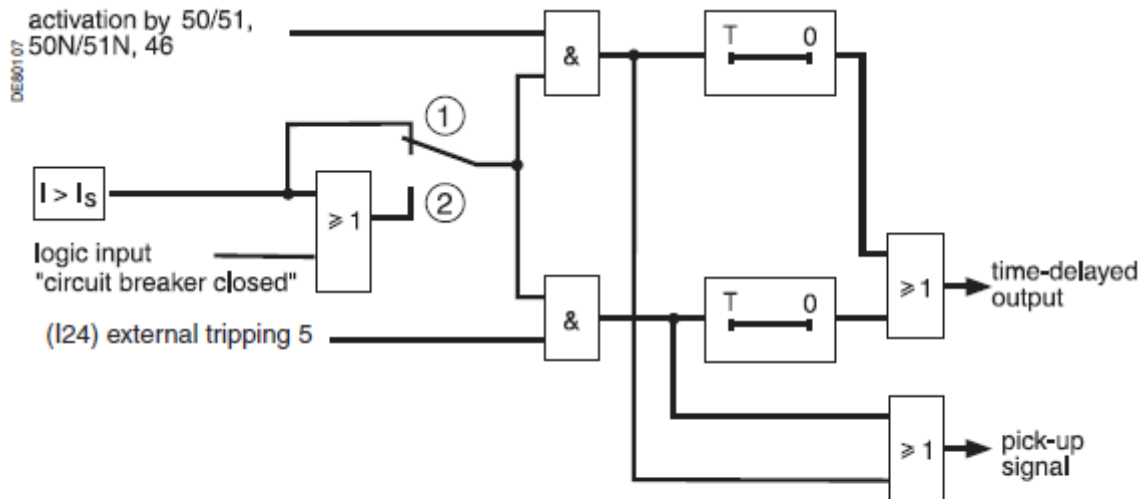 activation by 50/51,
50N/51N, 46
DE80107
&
T 0
1
I > Is
≥ 1
2
logic input
"circuit breaker closed"
(I24) external tripping 5
&
T 0
≥ 1
time-delayed
output
≥ 1
pick-up
signal